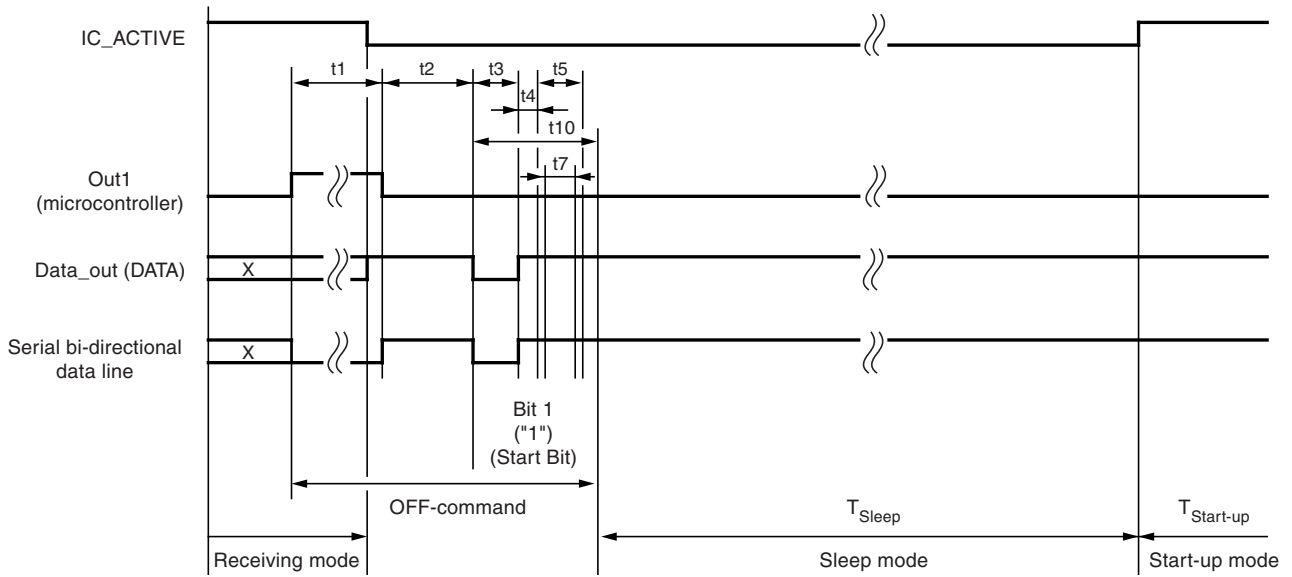 IC_ACTIVE
t1
t2
t3
t5
t4
t10
t7
Out1
(microcontroller)
Data_out (DATA)
X
Serial bi-directional
data line
X
Bit 1
("1")
(Start Bit)
OFF-command
TSleep
TStart-up
Receiving mode
Sleep mode
Start-up mode